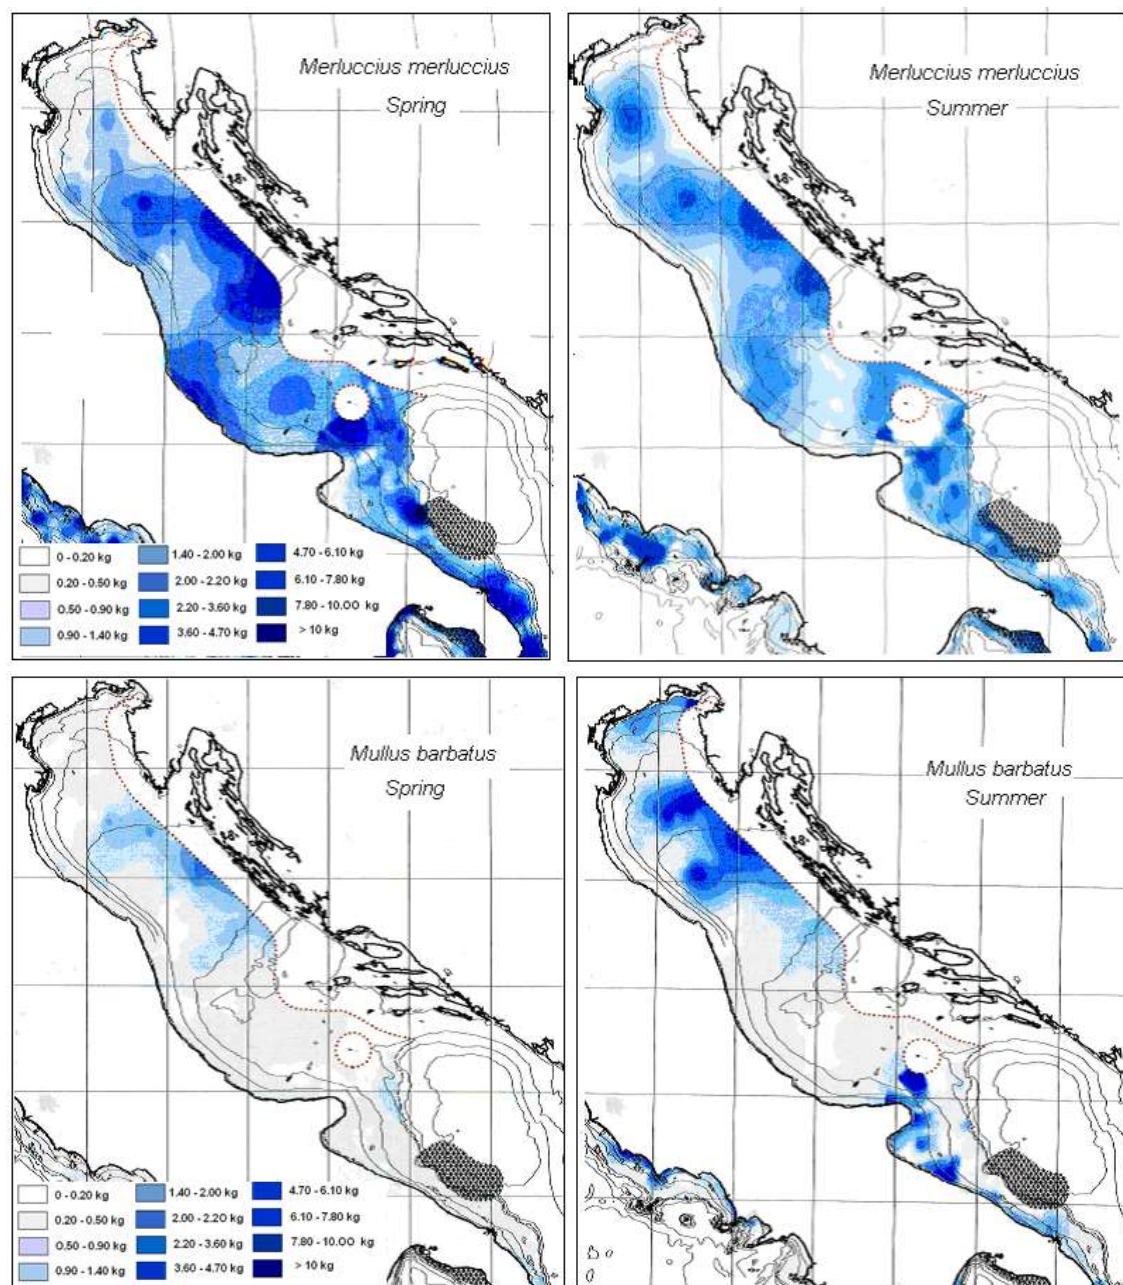 Merluccius merluccius
Spring
Merluccius merluccius
Summer
0 - 0.20 kg
0.20 - 0.50 kg
0.50 - 0.90 kg
0.90 - 1.40 kg
1.40 - 2.00 kg
2.00 - 2.20 kg
2.20 - 3.60 kg
3.60 - 4.70 kg
4.70 - 6.10 kg
6.10 - 7.80 kg
7.80 - 10.00 kg
> 10 kg
Mullus barbatus
Spring
Mullus barbatus
Summer
0 - 0.20 kg
0.20 - 0.50 kg
0.50 - 0.90 kg
0.90 - 1.40 kg
1.40 - 2.00 kg
2.00 - 2.20 kg
2.20 - 3.60 kg
3.60 - 4.70 kg
4.70 - 6.10 kg
6.10 - 7.80 kg
7.80 - 10.00 kg
> 10 kg